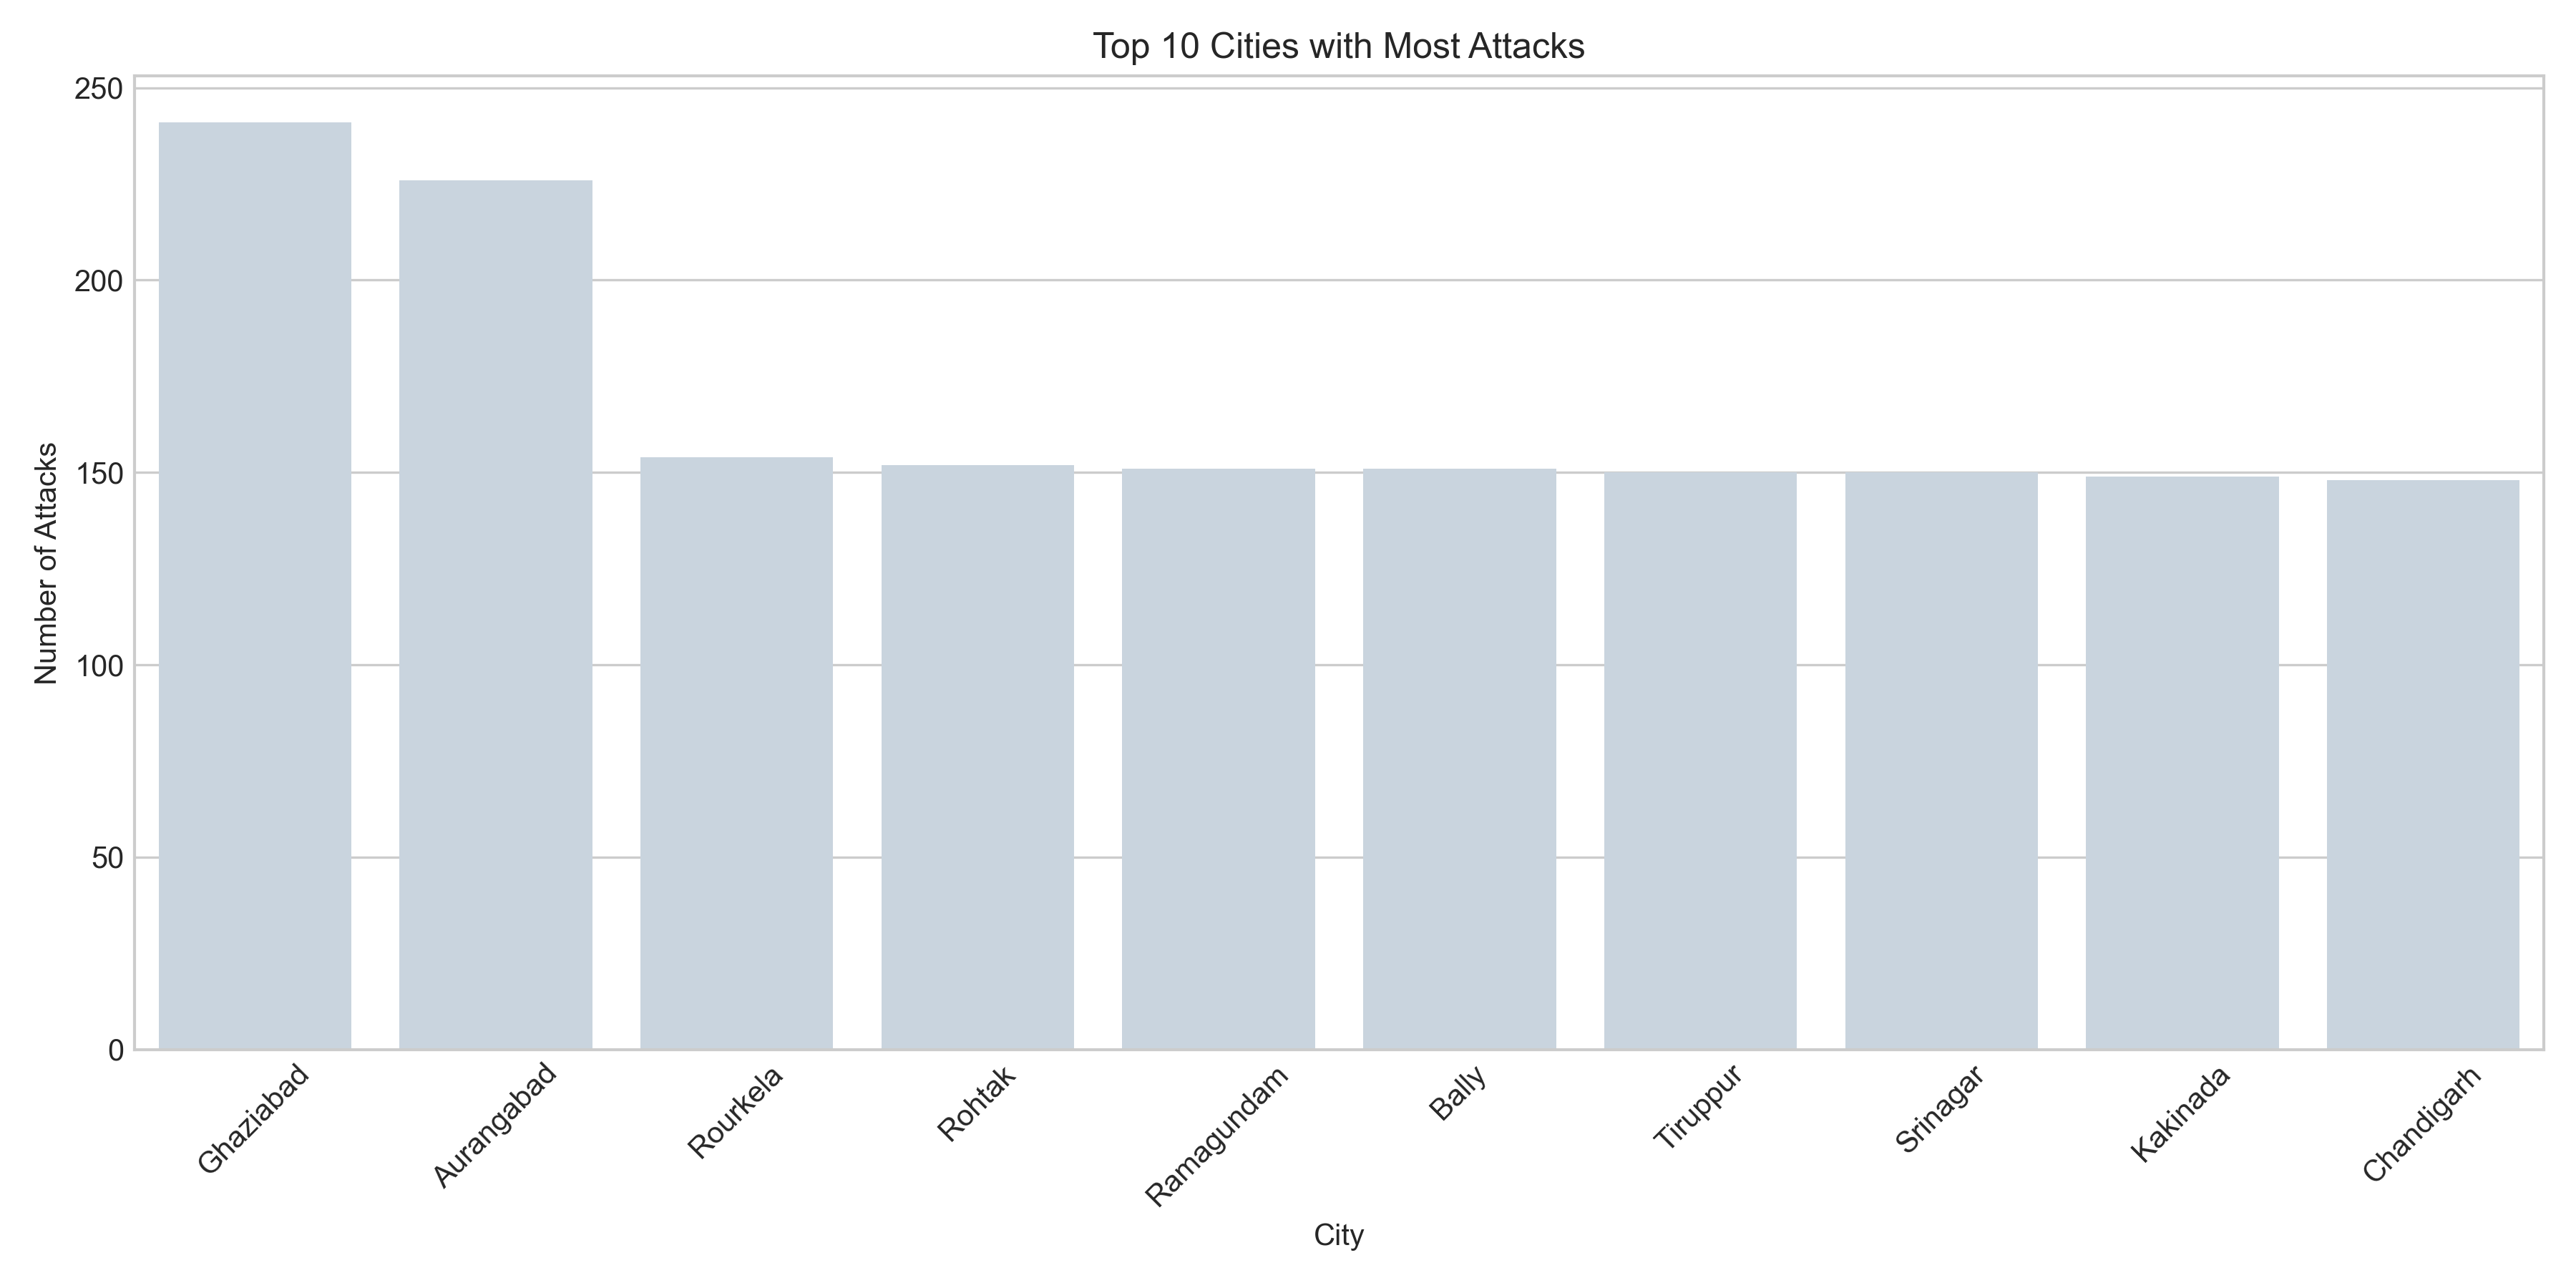 Top 10 Cities with Most Attacks
250
200
150
100
50
0
Number of Attacks
Ghaziabad
Aurangabad
Rourkela
Rohtak
Ramagundam
Bally
Tiruppur
Srinagar
Kakinada
Chandigarh
City